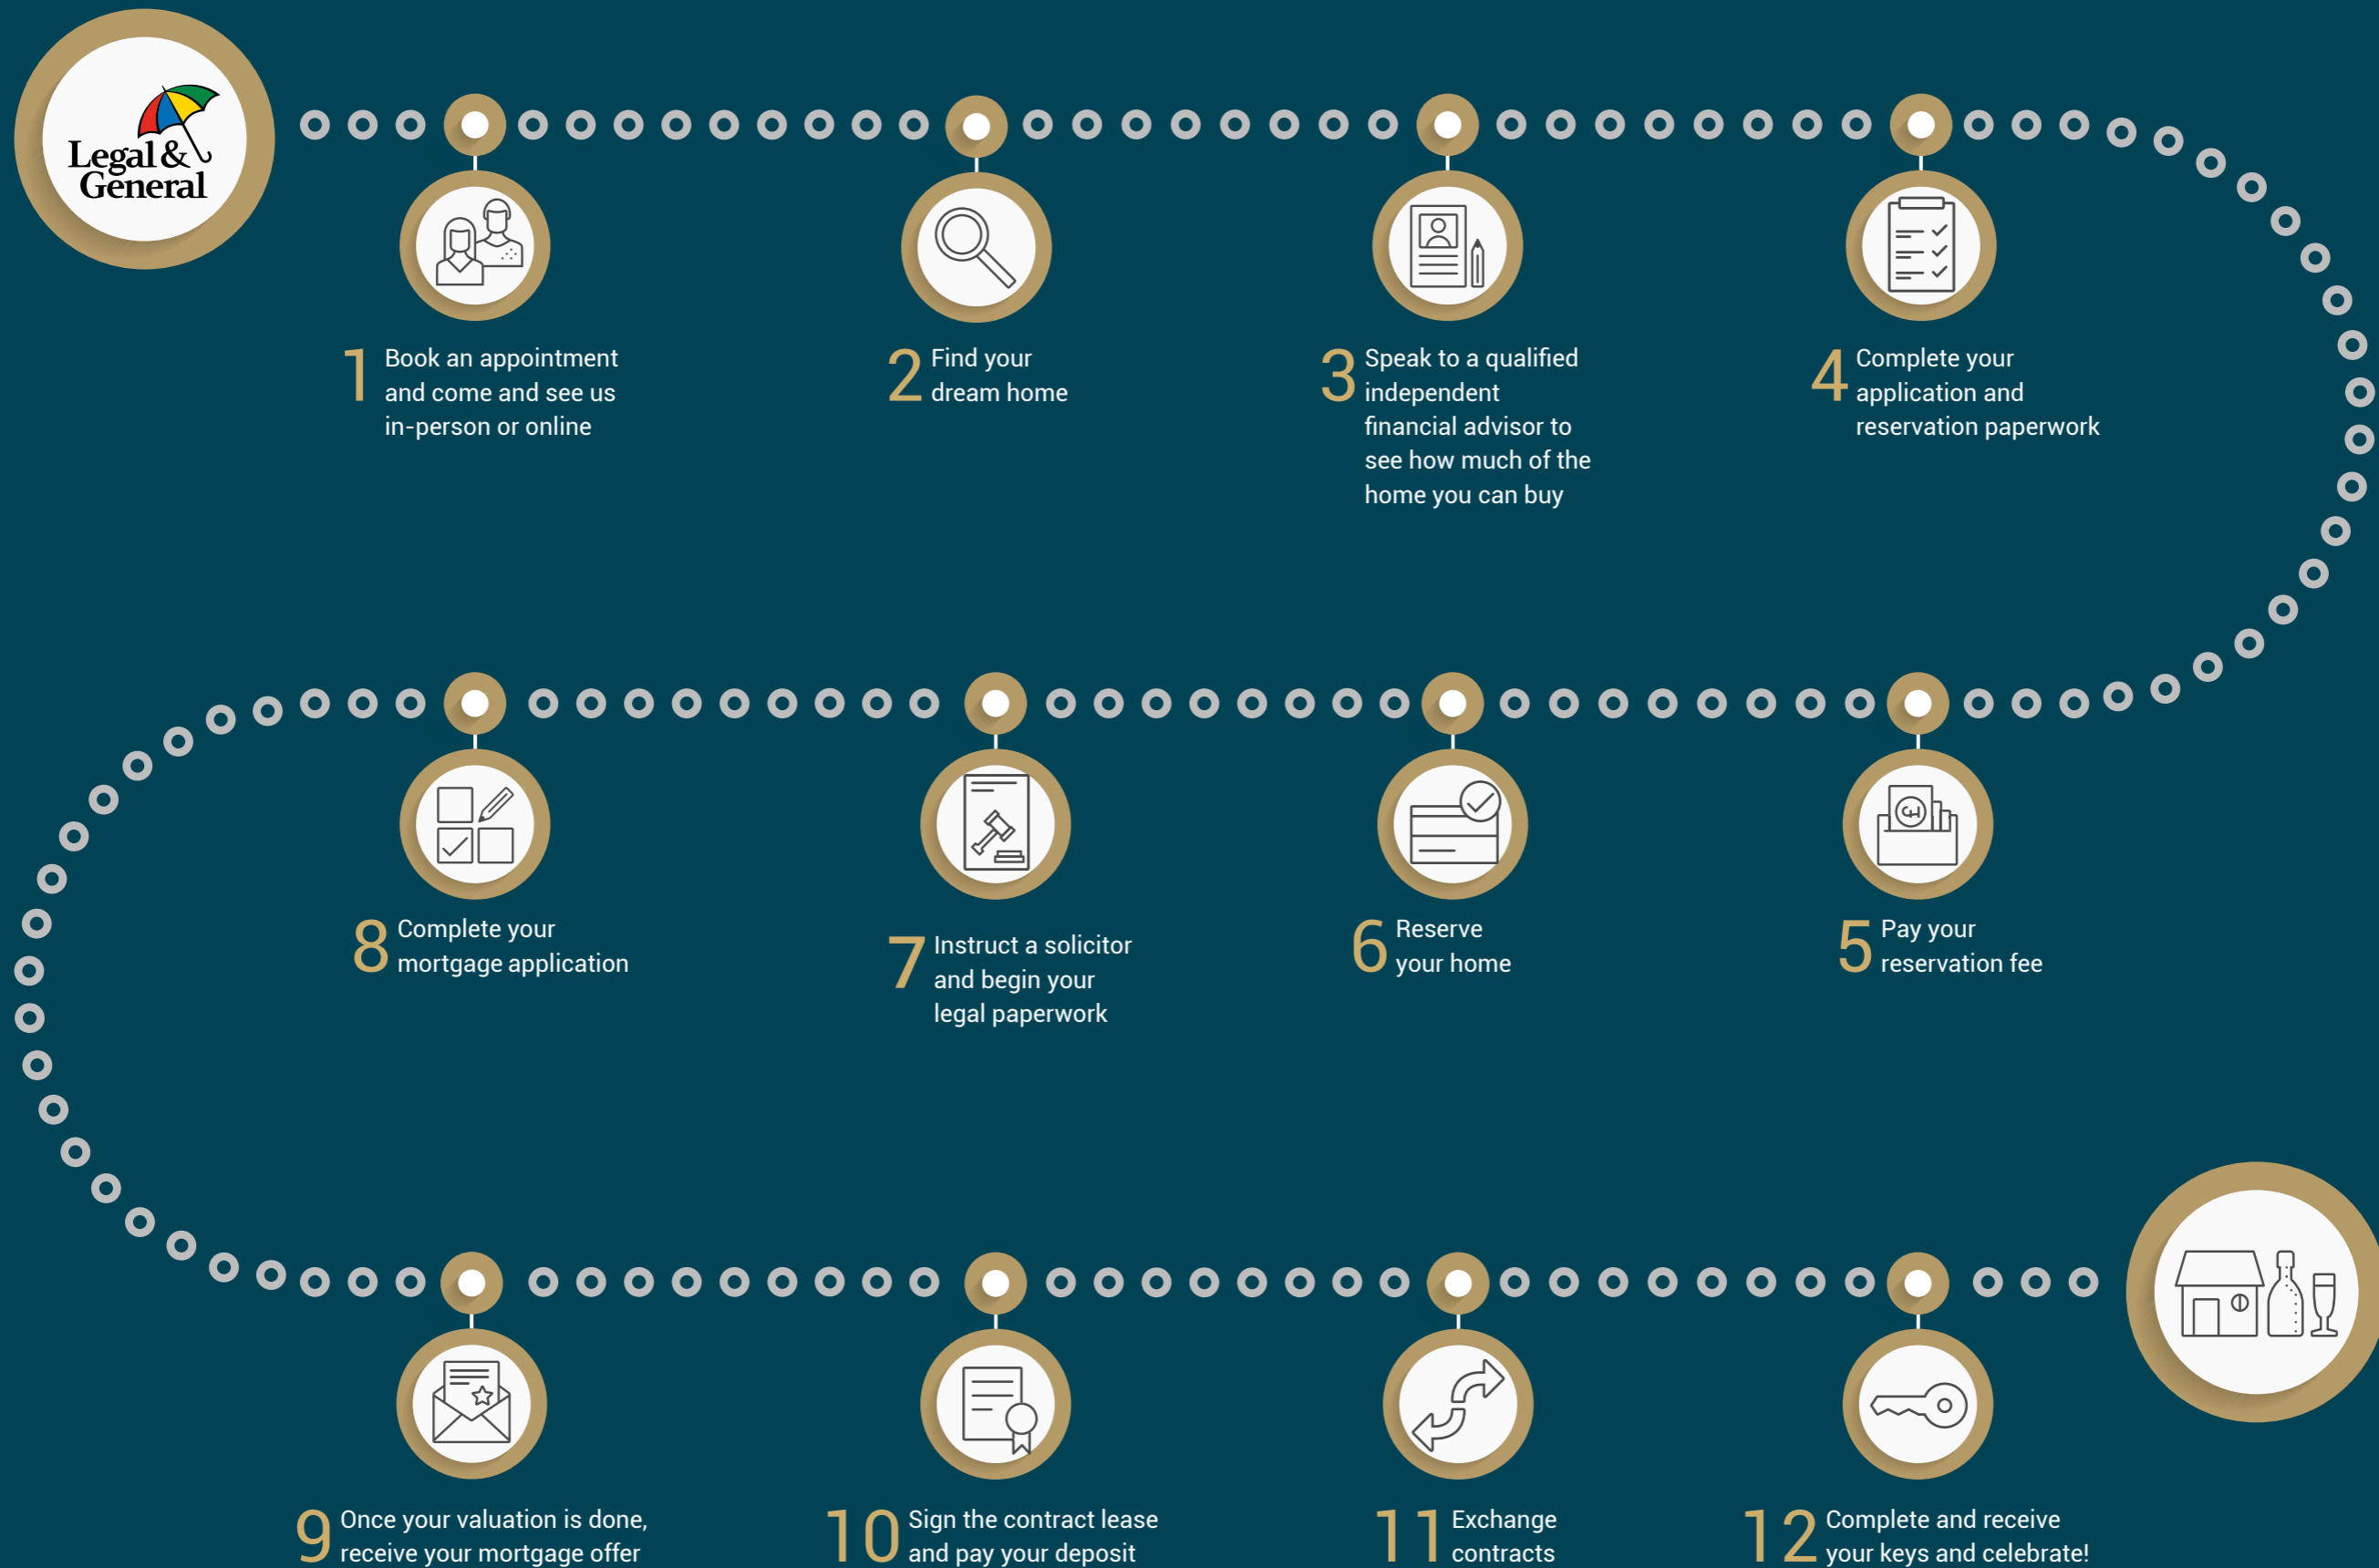 Legal &
General
1 Book an appointment
and come and see us
in-person or online
2 Find your
dream home
3 Speak to a qualified
independent
financial advisor to
see how much of the
home you can buy
4 Complete your
application and
reservation paperwork
5 Pay your
reservation fee
6 Reserve
your home
7 Instruct a solicitor
and begin your
legal paperwork
8 Complete your
mortgage application
9 Once your valuation is done,
receive your mortgage offer
10 Sign the contract lease
and pay your deposit
11 Exchange
contracts
12 Complete and receive
your keys and celebrate!